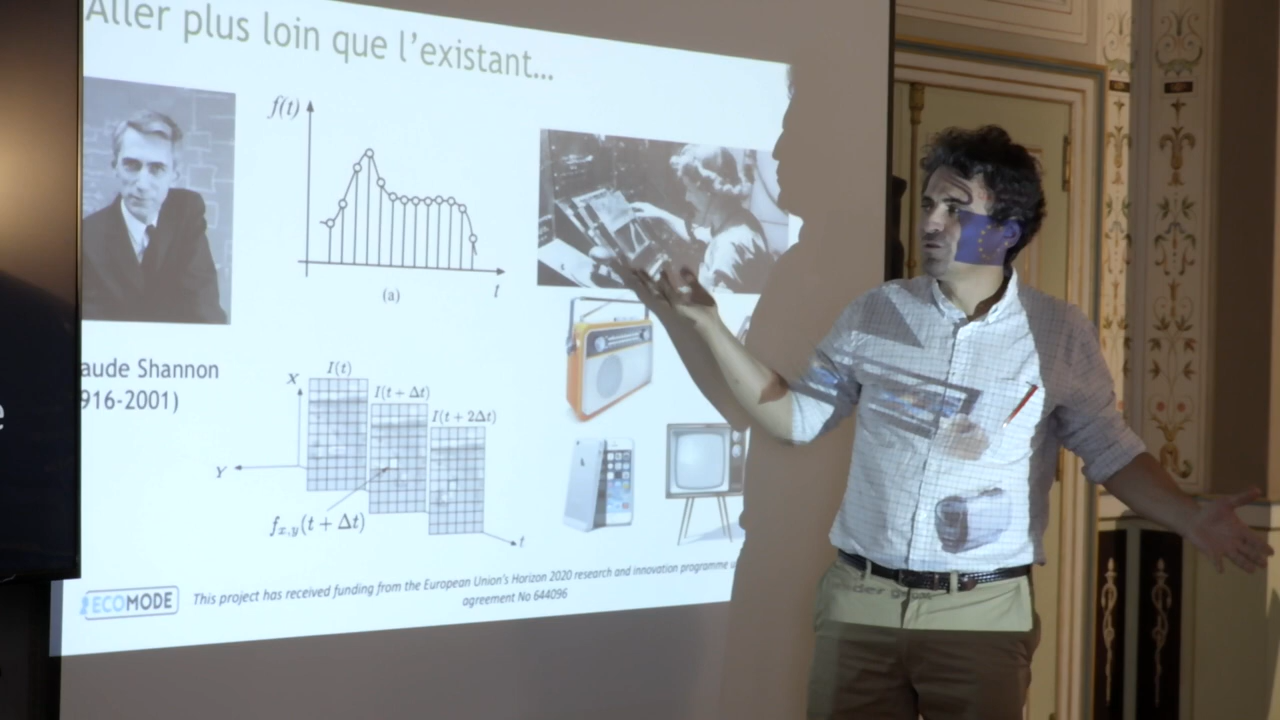 Aller plus loin que l'existant...
f(t)
t
(a)
aude Shannon
916-2001)
I(t)
X
I(t + Δt)
I(t + 2Δt)
Y
f x,y (t + Δt)
t
ECOMODE
This project has received funding from the European Union's Horizon 2020 research and innovation programme u
agreement No 644096
e